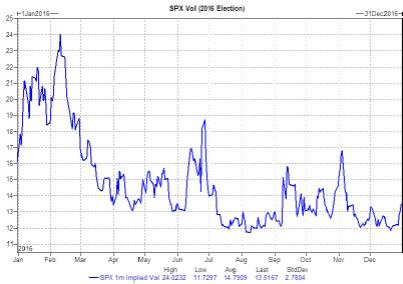 SPX Vol (2016 Election)
1Jan2016
31Dec2016
25
24
23
22
21
20
19
18
17
16
15
14
13
12
11
2016
Jan Feb Mar Apr May Jun Jul Aug Sep Oct Nov Dec
High Low Avg. Last StdDev
SPX 1m Implied Vol 24.0232 11.7297 14.7909 13.5167 2.7804